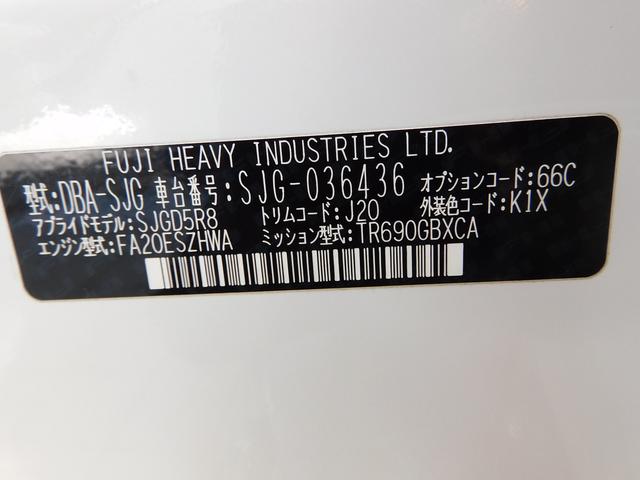 FUJI HEAVY INDUSTRIES LTD.
型式:DBA-SJG 車台番号:SJG-036436 オプションコード:66C
アプライドモデル:SJGD5R8 トリムコード:J20 外装色コード:K1X
エンジン型式:FA20ESZHWA ミッション型式:TR690GBXCA